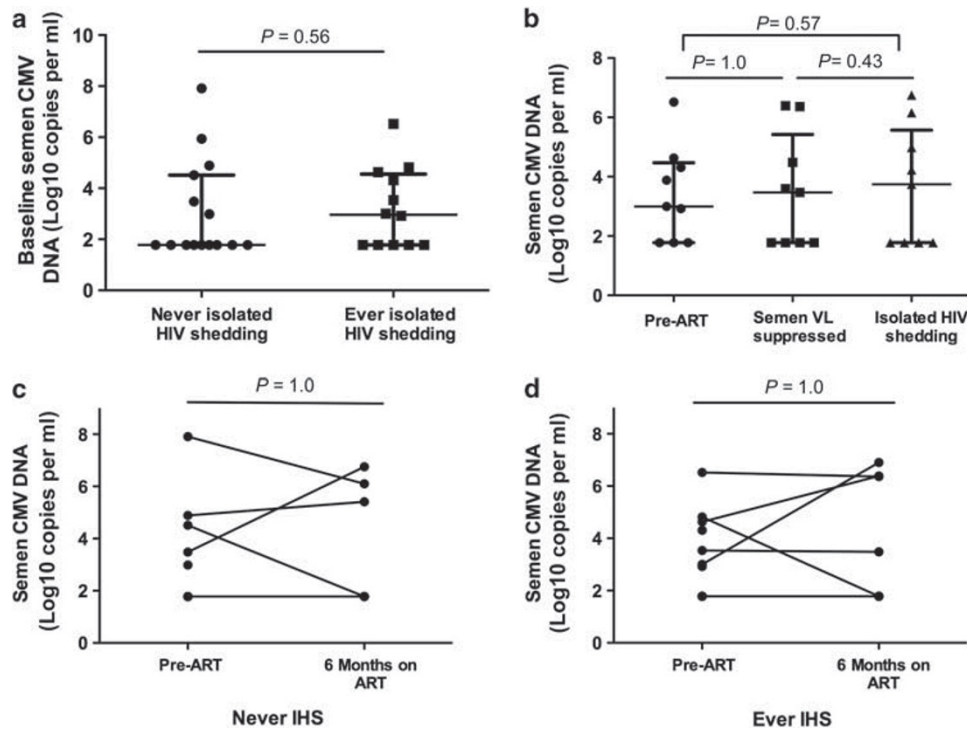 a
P = 0.56
Baseline semen CMV
DNA (Log10 copies per ml)
10
8
6
4
2
0
Never isolated
HIV shedding
Ever isolated
HIV shedding
b
P = 0.57
P = 1.0
P = 0.43
Semen CMV DNA
(Log10 copies per ml)
8
6
4
2
0
Pre-ART
Semen VL
suppressed
Isolated HIV
shedding
c
P = 1.0
Semen CMV DNA
(Log10 copies per ml)
8
6
4
2
0
Pre-ART
6 Months on
ART
Never IHS
d
P = 1.0
Semen CMV DNA
(Log10 copies per ml)
8
6
4
2
0
Pre-ART
6 Months on
ART
Ever IHS